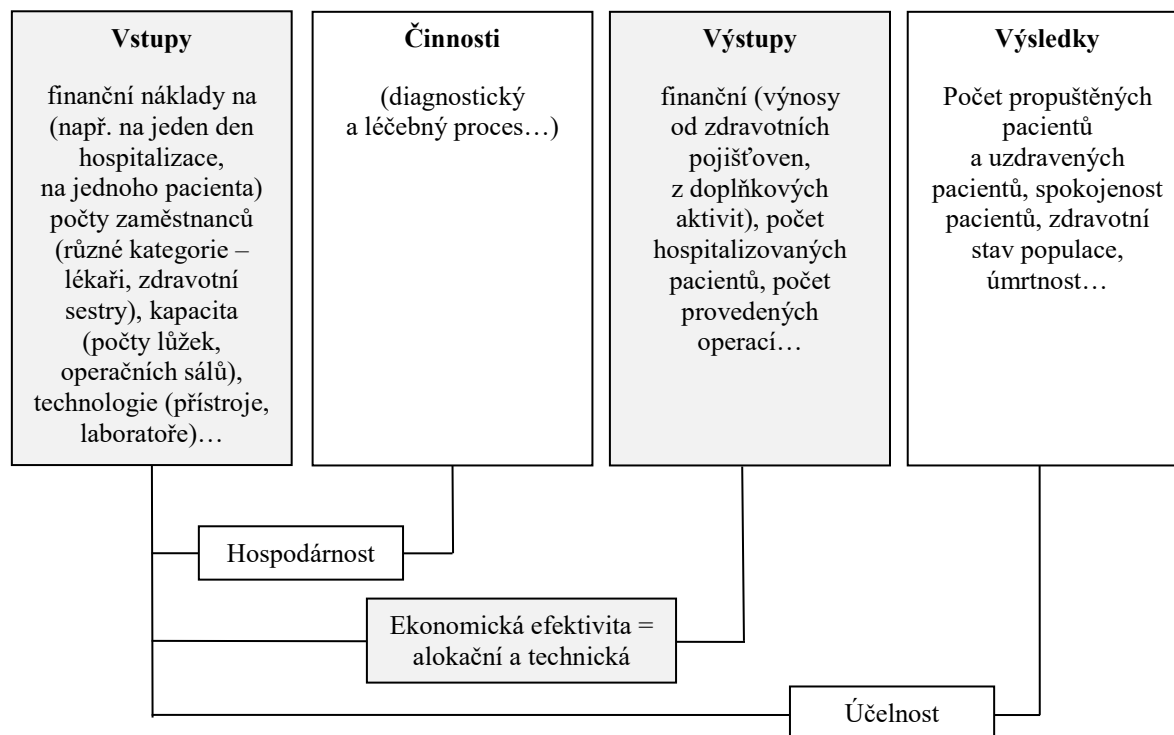 Vstupy
finanční náklady na
(např. na jeden den
hospitalizace,
na jednoho pacienta)
počty zaměstnanců
(různé kategorie –
lékaři, zdravotní
sestry), kapacita
(počty lůžek,
operačních sálů),
technologie (přístroje,
laboratoře)…
Činnosti
(diagnostický
a léčebný proces…)
Výstupy
finanční (výnosy
od zdravotních
pojišťoven,
z doplňkových
aktivit), počet
hospitalizovaných
pacientů, počet
provedených
operací…
Výsledky
Počet propuštěných
pacientů
a uzdravených
pacientů, spokojenost
pacientů, zdravotní
stav populace,
úmrtnost…
Hospodárnost
Ekonomická efektivita =
alokační a technická
Účelnost